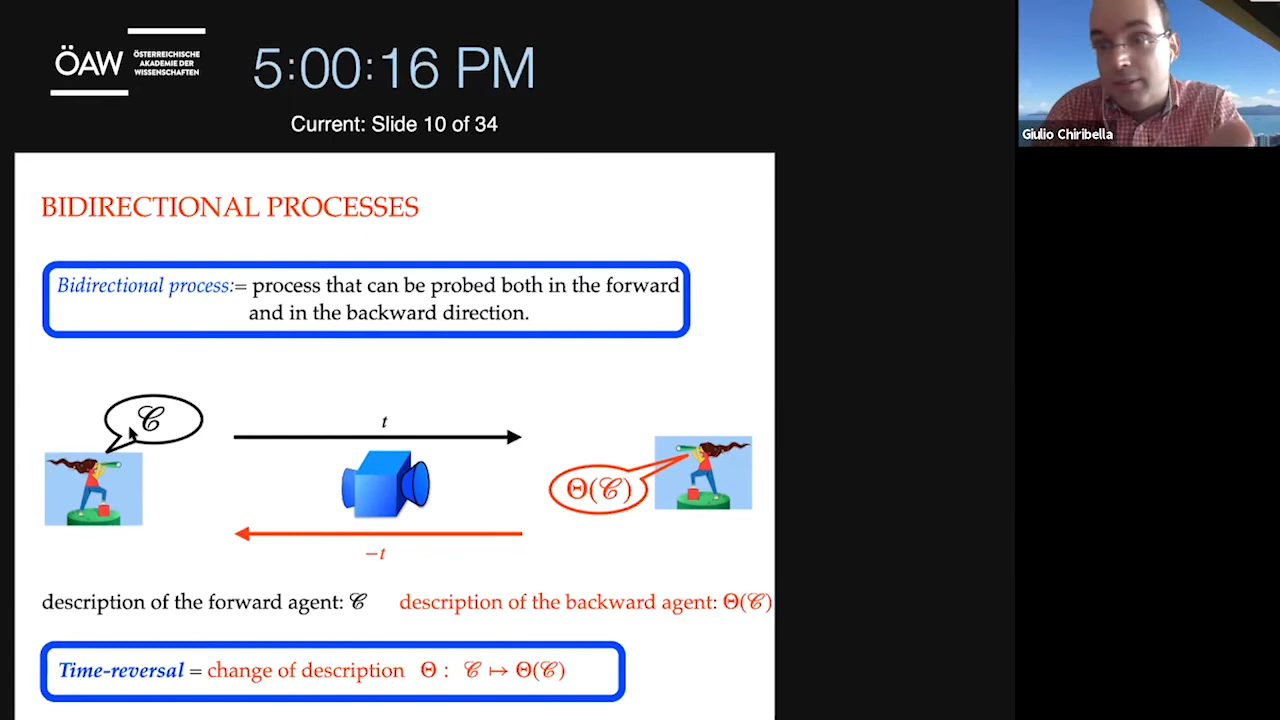 ÖAW
ÖSTERREICHISCHE
AKADEMIE DER
WISSENSCHAFTEN
5:00:16 PM
Current: Slide 10 of 34
Giulio Chiribella
BIDIRECTIONAL PROCESSES
Bidirectional process:= process that can be probed both in the forward
and in the backward direction.
𝒞
t
Θ(𝒞)
−t
description of the forward agent: 𝒞
description of the backward agent: Θ(𝒞)
Time-reversal = change of description Θ : 𝒞 ↦ Θ(𝒞)